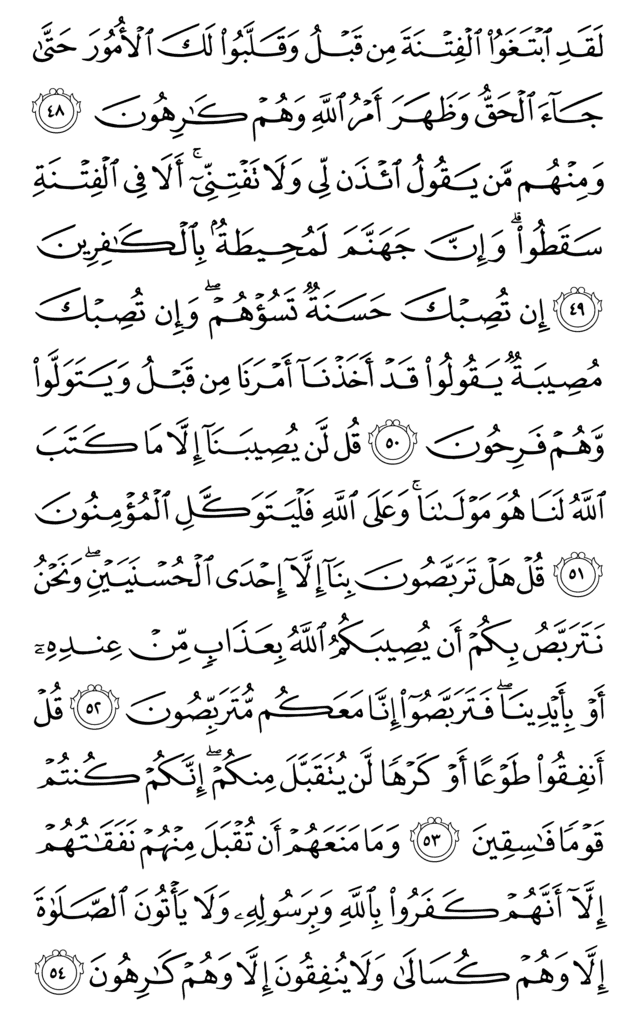 لَقَدِ ٱبۡتَغَوُاْ ٱلۡفِتۡنَةَ مِن قَبۡلُ وَقَلَّبُواْ لَكَ ٱلۡأُمُورَ حَتَّىٰ
جَآءَ ٱلۡحَقُّ وَظَهَرَ أَمۡرُ ٱللَّهِ وَهُمۡ كَٰرِهُونَ ٤٨
وَمِنۡهُم مَّن يَقُولُ ٱئۡذَن لِّي وَلَا تَفۡتِنِّيٓۚ أَلَا فِي ٱلۡفِتۡنَةِ
سَقَطُواْۗ وَإِنَّ جَهَنَّمَ لَمُحِيطَةُۢ بِٱلۡكَٰفِرِينَ
٤٩ إِن تُصِبۡكَ حَسَنَةٞ تَسُؤۡهُمۡۖ وَإِن تُصِبۡكَ
مُصِيبَةٞ يَقُولُواْ قَدۡ أَخَذۡنَآ أَمۡرَنَا مِن قَبۡلُ وَيَتَوَلَّواْ
وَّهُمۡ فَرِحُونَ ٥٠ قُل لَّن يُصِيبَنَآ إِلَّا مَا كَتَبَ
ٱللَّهُ لَنَا هُوَ مَوۡلَىٰنَاۚ وَعَلَى ٱللَّهِ فَلۡيَتَوَكَّلِ ٱلۡمُؤۡمِنُونَ
٥١ قُلۡ هَلۡ تَرَبَّصُونَ بِنَآ إِلَّآ إِحۡدَى ٱلۡحُسۡنَيَيۡنِۖ وَنَحۡنُ
نَتَرَبَّصُ بِكُمۡ أَن يُصِيبَكُمُ ٱللَّهُ بِعَذَابٖ مِّنۡ عِندِهِۦٓ
أَوۡ بِأَيۡدِينَاۖ فَتَرَبَّصُوٓاْ إِنَّا مَعَكُم مُّتَرَبِّصُونَ ٥٢ قُلۡ
أَنفِقُواْ طَوۡعًا أَوۡ كَرۡهٗا لَّن يُتَقَبَّلَ مِنكُمۡۖ إِنَّكُمۡ كُنتُمۡ
قَوۡمٗا فَٰسِقِينَ ٥٣ وَمَا مَنَعَهُمۡ أَن تُقۡبَلَ مِنۡهُمۡ نَفَقَٰتُهُمۡ
إِلَّآ أَنَّهُمۡ كَفَرُواْ بِٱللَّهِ وَبِرَسُولِهِۦ وَلَا يَأۡتُونَ ٱلصَّلَوٰةَ
إِلَّا وَهُمۡ كُسَالَىٰ وَلَا يُنفِقُونَ إِلَّا وَهُمۡ كَٰرِهُونَ ٥٤